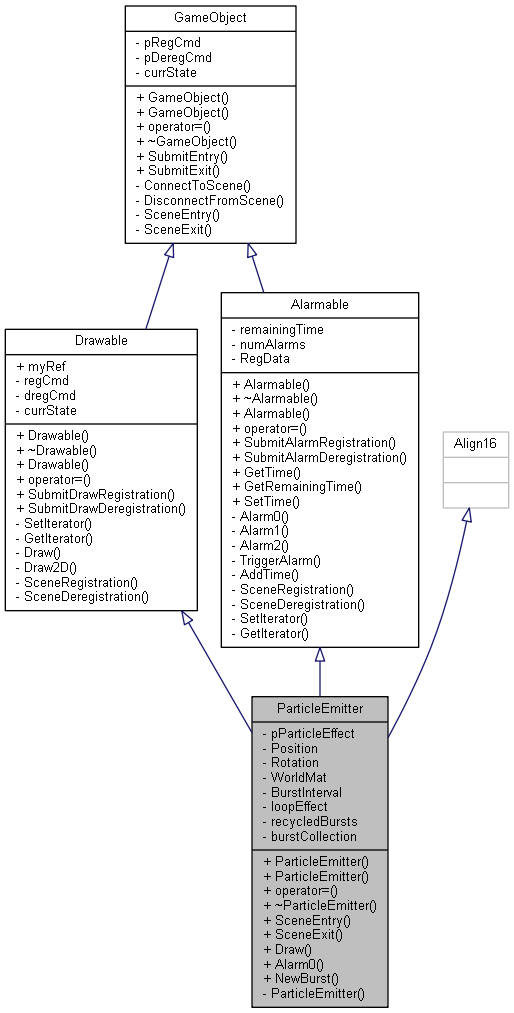 GameObject
- pRegCmd
- pDeregCmd
- currState
+ GameObject()
+ GameObject()
+ operator=()
+ ~GameObject()
+ SubmitEntry()
+ SubmitExit()
- ConnectToScene()
- DisconnectFromScene()
- SceneEntry()
- SceneExit()
Drawable
+ myRef
- regCmd
- dregCmd
- currState
+ Drawable()
+ ~Drawable()
+ Drawable()
+ operator=()
+ SubmitDrawRegistration()
+ SubmitDrawDeregistration()
- SetIterator()
- GetIterator()
- Draw()
- Draw2D()
- SceneRegistration()
- SceneDeregistration()
Alarmable
- remainingTime
- numAlarms
- RegData
+ Alarmable()
+ ~Alarmable()
+ Alarmable()
+ operator=()
+ SubmitAlarmRegistration()
+ SubmitAlarmDeregistration()
+ GetTime()
+ GetRemainingTime()
+ SetTime()
- Alarm0()
- Alarm1()
- Alarm2()
- TriggerAlarm()
- AddTime()
- SceneRegistration()
- SceneDeregistration()
- SetIterator()
- GetIterator()
Align16
ParticleEmitter
- pParticleEffect
- Position
- Rotation
- WorldMat
- BurstInterval
- loopEffect
- recycledBursts
- burstCollection
+ ParticleEmitter()
+ ParticleEmitter()
+ operator=()
+ ~ParticleEmitter()
+ SceneEntry()
+ SceneExit()
+ Draw()
+ Alarm0()
+ NewBurst()
- ParticleEmitter()